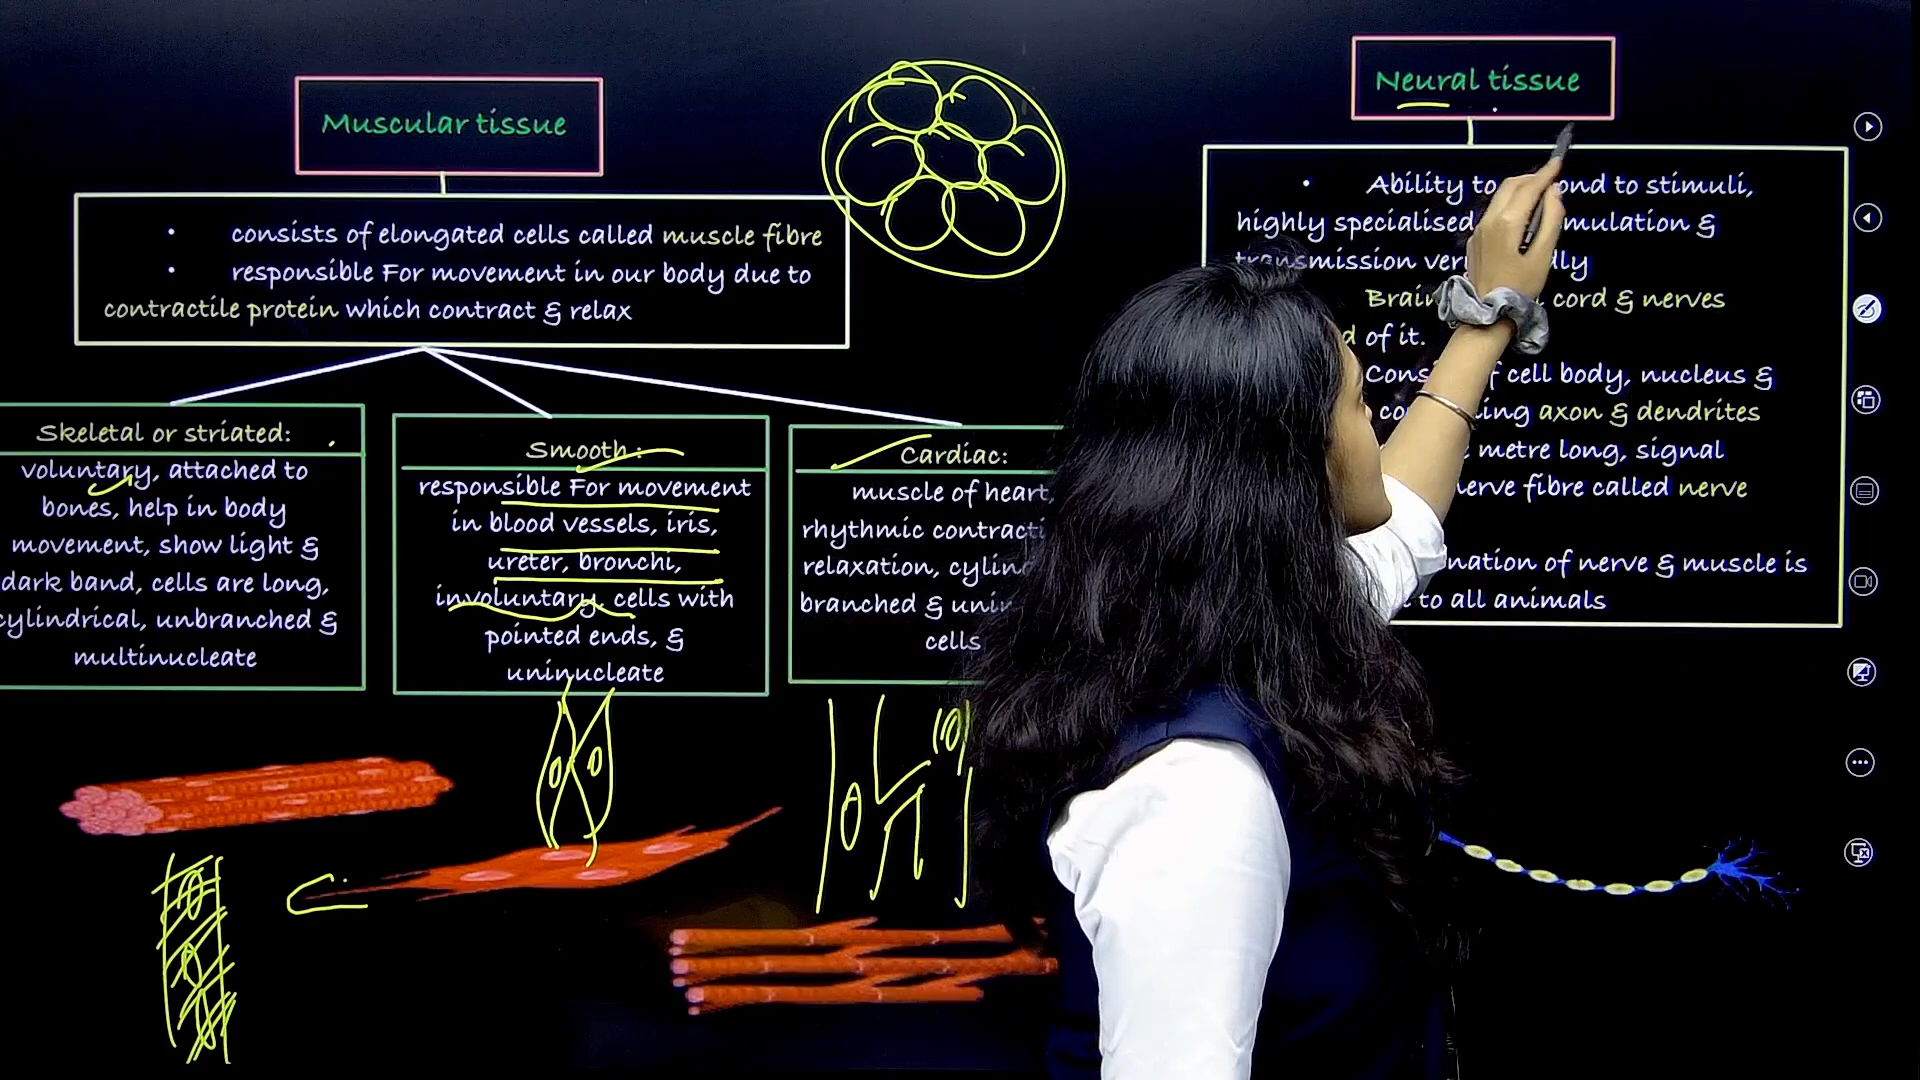 Muscular tissue
• consists of elongated cells called muscle fibre
• responsible For movement in our body due to
contractile protein which contract & relax
Skeletal or striated:
voluntary, attached to
bones, help in body
movement, show light &
dark band, cells are long,
cylindrical, unbranched &
multinucleate
Smooth:
responsible For movement
in blood vessels, iris,
ureter, bronchi,
involuntary, cells with
pointed ends, &
uninucleate
Cardiac:
muscle of heart,
rhythmic
relaxation,
branched &
cells
Neural tissue
• Ability to to stimuli,
highly specialised &
transmission
cord & nerves
of it.
cell body, nucleus &
axon & dendrites
metre long, signal
nerve fibre called nerve
of nerve & muscle is
to all animals